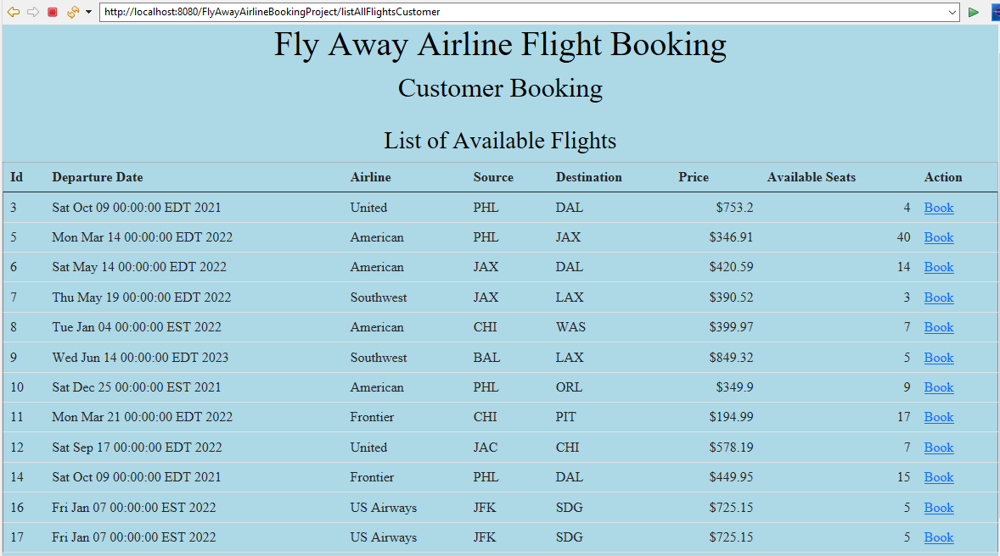 http://localhost:8080/FlyAwayAirlineBookingProject/listAllFlightsCustomer
Fly Away Airline Flight Booking
Customer Booking
List of Available Flights
Id Departure Date Airline Source Destination Price Available Seats Action
3 Sat Oct 09 00:00:00 EDT 2021 United PHL DAL $753.2 4 Book
5 Mon Mar 14 00:00:00 EDT 2022 American PHL JAX $346.91 40 Book
6 Sat May 14 00:00:00 EDT 2022 American JAX DAL $420.59 14 Book
7 Thu May 19 00:00:00 EDT 2022 Southwest JAX LAX $390.52 3 Book
8 Tue Jan 04 00:00:00 EST 2022 American CHI WAS $399.97 7 Book
9 Wed Jun 14 00:00:00 EDT 2023 Southwest BAL LAX $849.32 5 Book
10 Sat Dec 25 00:00:00 EST 2021 American PHL ORL $349.9 9 Book
11 Mon Mar 21 00:00:00 EDT 2022 Frontier CHI PIT $194.99 17 Book
12 Sat Sep 17 00:00:00 EDT 2022 United JAC CHI $578.19 7 Book
14 Sat Oct 09 00:00:00 EDT 2021 Frontier PHL DAL $449.95 15 Book
16 Fri Jan 07 00:00:00 EST 2022 US Airways JFK SDG $725.15 5 Book
17 Fri Jan 07 00:00:00 EST 2022 US Airways JFK SDG $725.15 5 Book